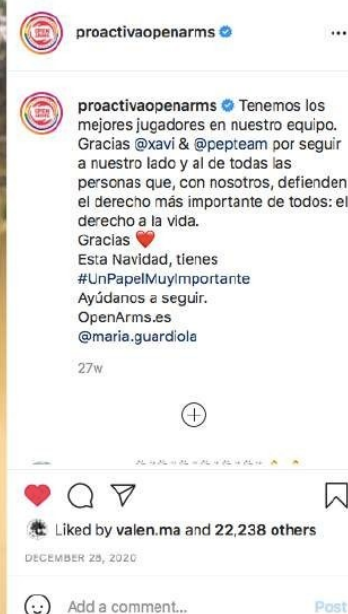 proactivaopenarms
proactivaopenarms Tenemos los
mejores jugadores en nuestro equipo.
Gracias @xavi & @pepteam por seguir
a nuestro lado y al de todas las
personas que, con nosotros, defienden
el derecho más importante de todos: el
derecho a la vida.
Gracias ❤️
Esta Navidad, tienes
#UnPapelMuyImportante
Ayúdanos a seguir.
OpenArms.es
@maria.guardiola
27w
Liked by valen.ma and 22,238 others
DECEMBER 28, 2020
Add a comment...
Post